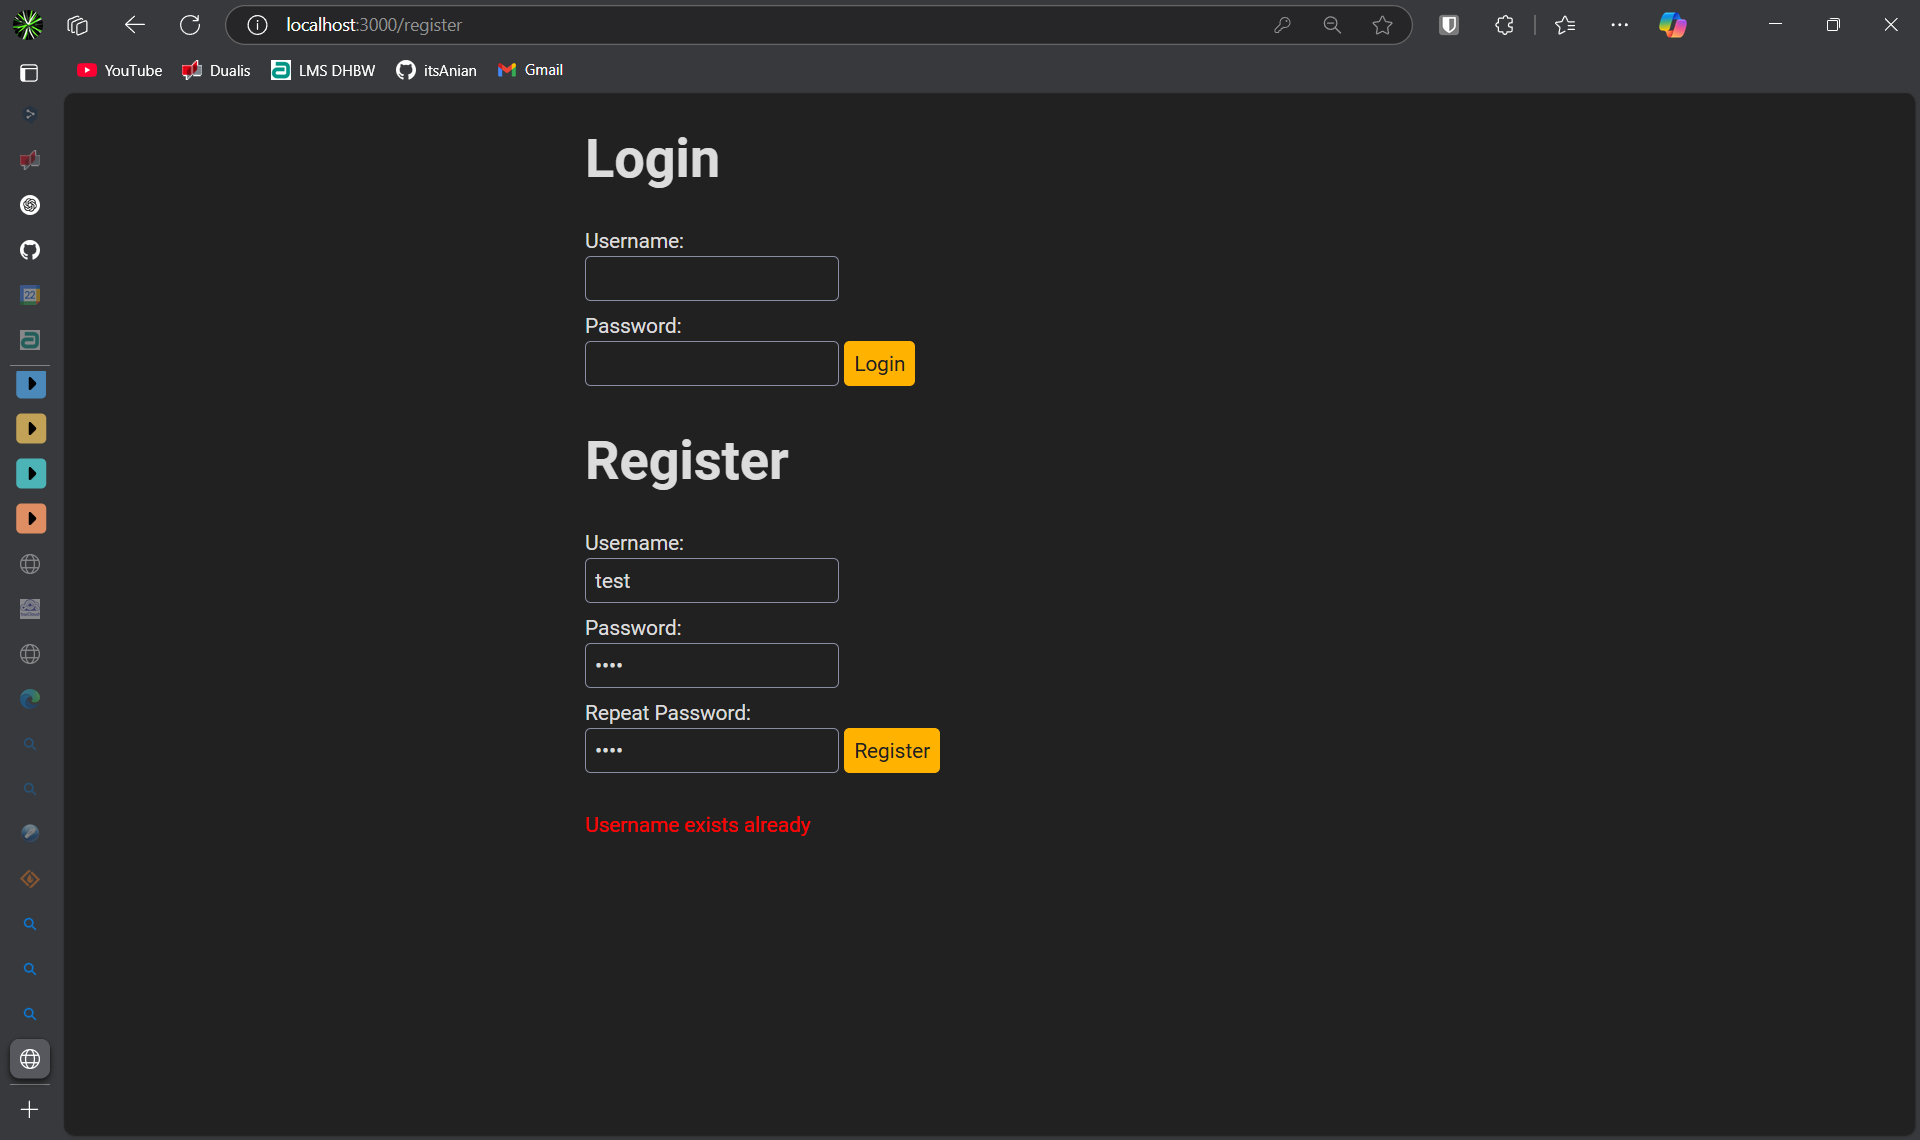 localhost:3000/register
YouTube Dualis LMS DHBW itsAnian Gmail
Login
Username:
Password:
Login
Register
Username:
test
Password:
••••
Repeat Password:
••••
Register
Username exists already
22